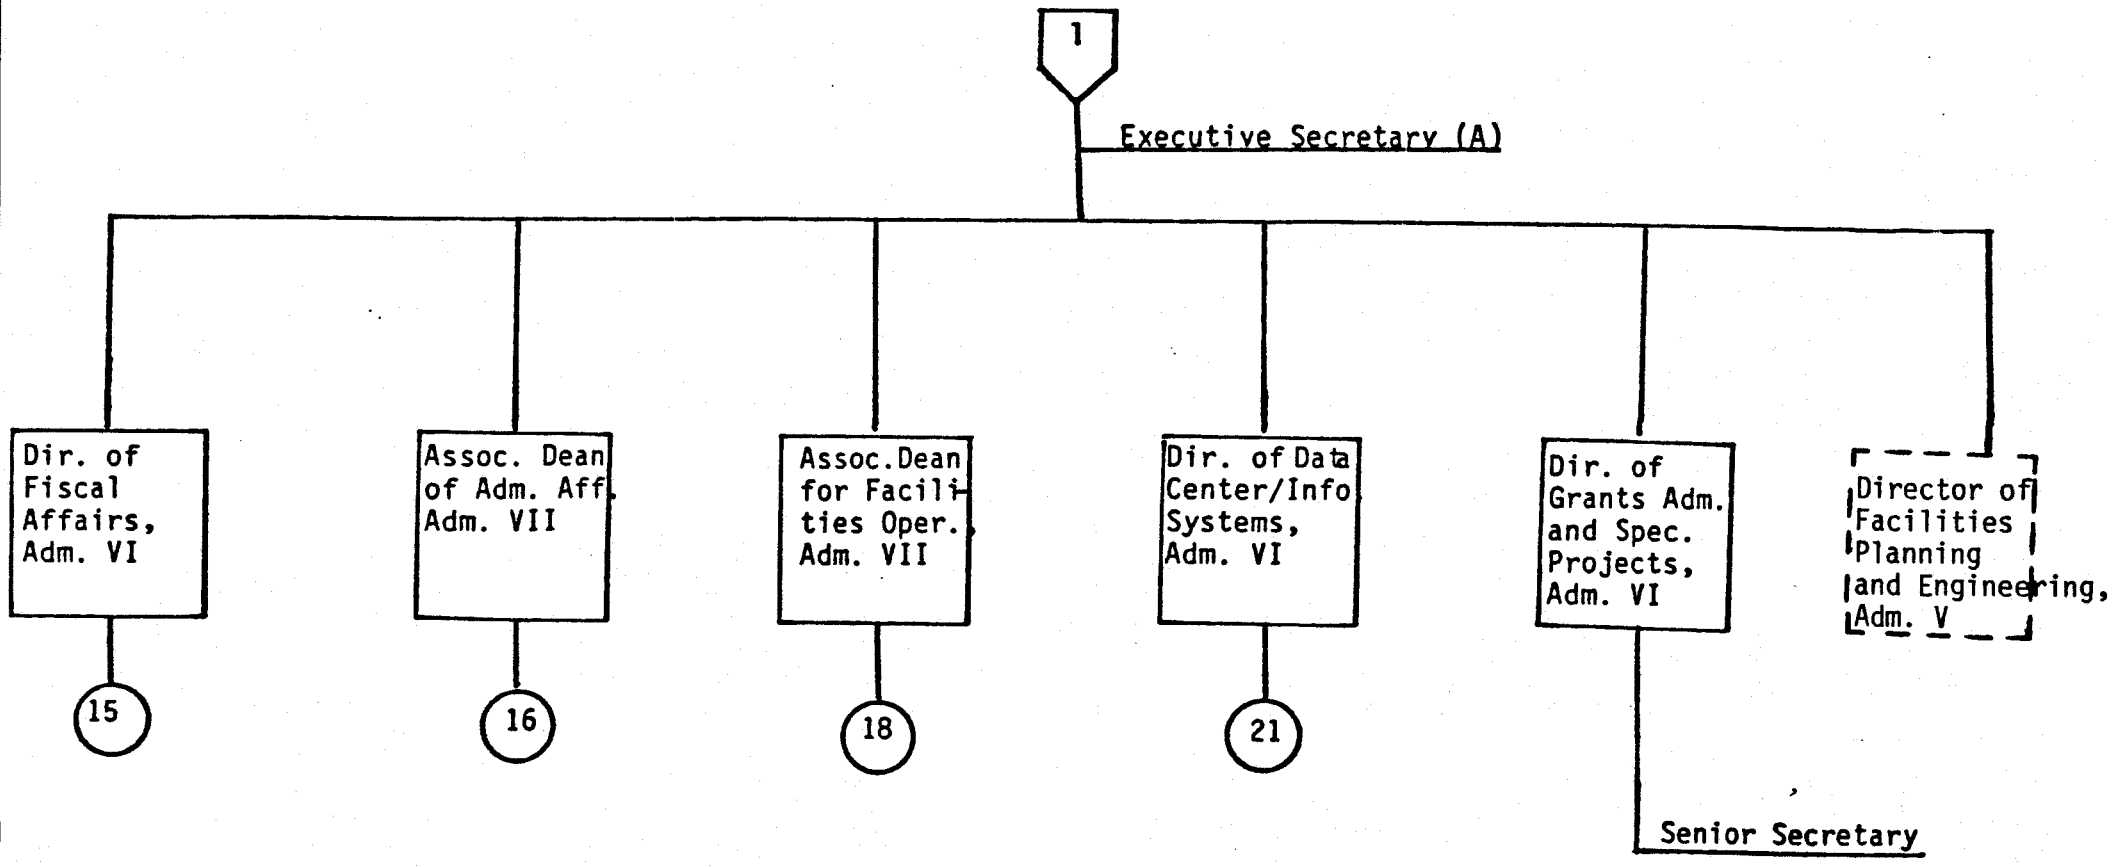 1
Executive Secretary (A)
Dir. of
Fiscal
Affairs,
Adm. VI
Assoc. Dean
of Adm. Aff.
Adm. VII
Assoc.Dean
for Facili-
ties Oper.,
Adm. VII
Dir. of Data
Center/Info
Systems,
Adm. VI
Dir. of
Grants Adm.
and Spec.
Projects,
Adm. VI
Director of
Facilities
Planning
and Engineering,
Adm. V
15
16
18
21
Senior Secretary